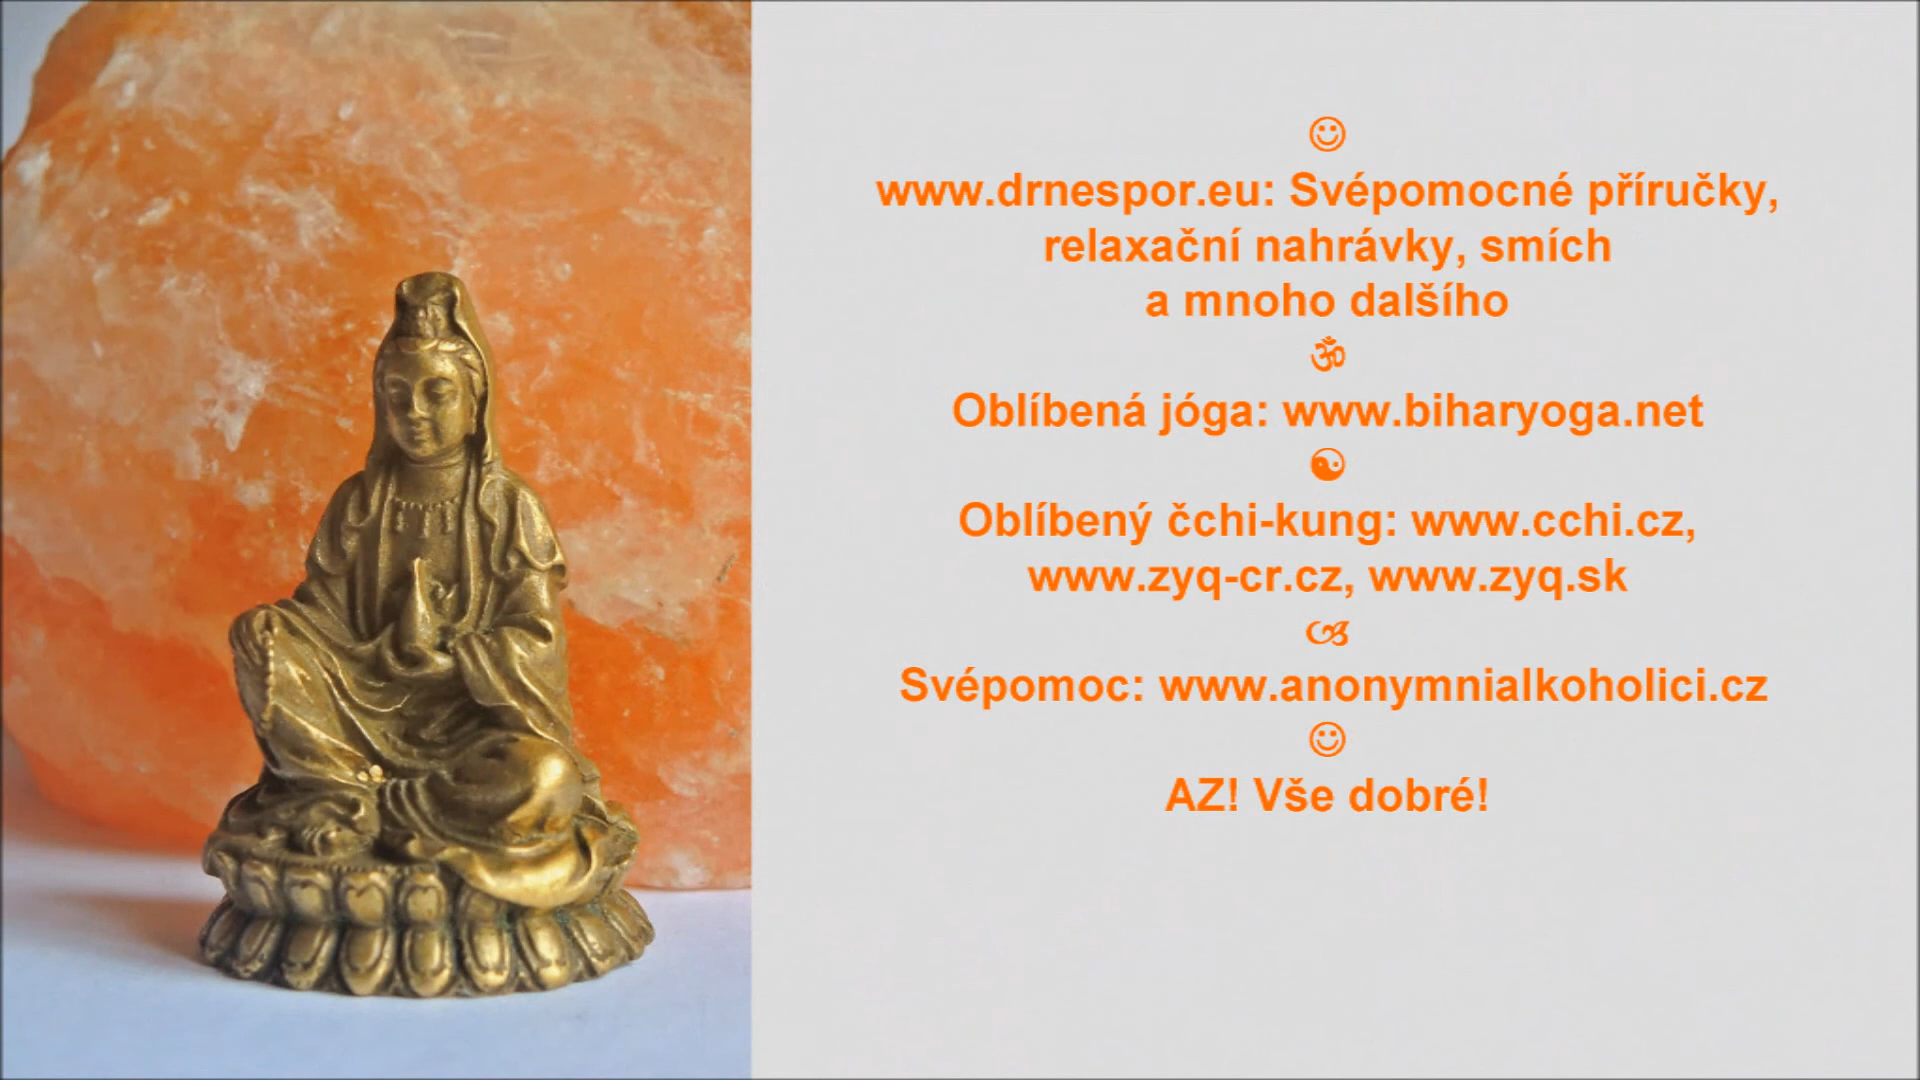 ☺
www.drnespor.eu: Svépomocné příručky,
relaxační nahrávky, smích
a mnoho dalšího
ॐ
Oblíbená jóga: www.biharyoga.net
☯
Oblíbený čchi-kung: www.cchi.cz,
www.zyq-cr.cz, www.zyq.sk
Svépomoc: www.anonymnialkoholici.cz
☺
AZ! Vše dobré!